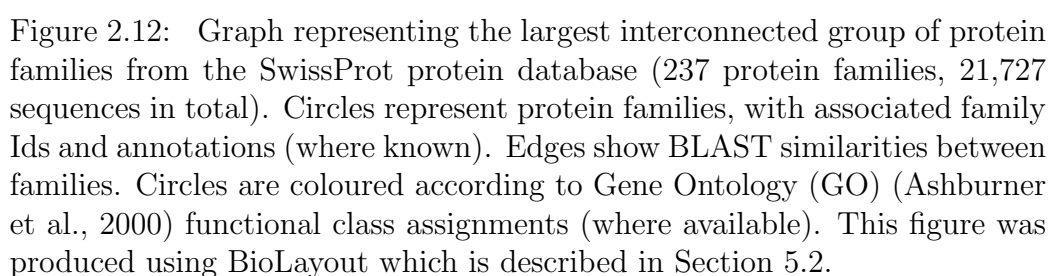 Figure 2.12: Graph representing the largest interconnected group of protein
families from the SwissProt protein database (237 protein families, 21,727
sequences in total). Circles represent protein families, with associated family
Ids and annotations (where known). Edges show BLAST similarities between
families. Circles are coloured according to Gene Ontology (GO) (Ashburner
et al., 2000) functional class assignments (where available). This figure was
produced using BioLayout which is described in Section 5.2.